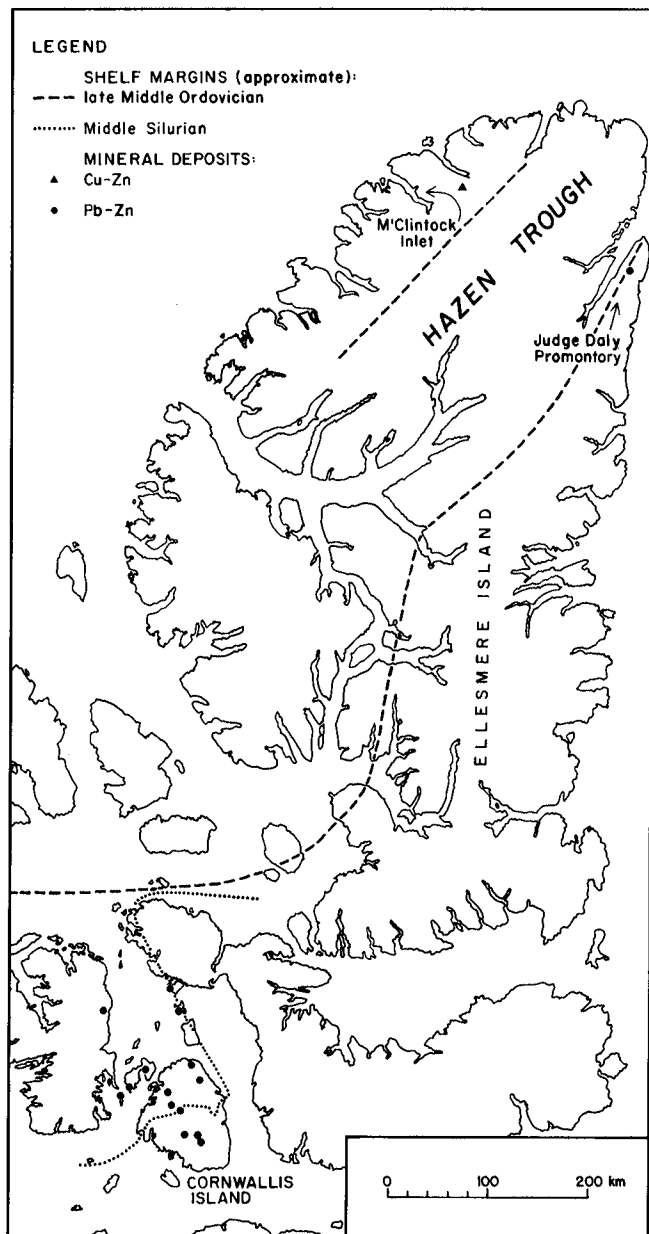 LEGEND
SHELF MARGINS (approximate):
late Middle Ordovician
Middle Silurian
MINERAL DEPOSITS:
Cu-Zn
Pb-Zn
M'Clintock
Inlet
HAZEN TROUGH
Judge Daly
Promontory
ELLESMERE ISLAND
CORNWALLIS
ISLAND
0 100 200 km